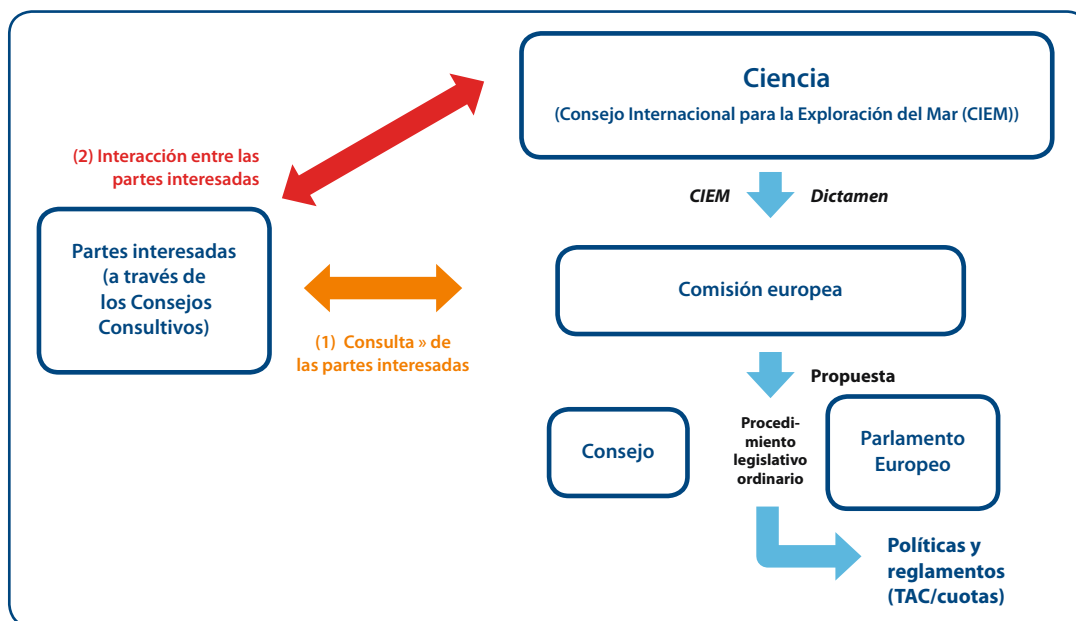 Ciencia
(Consejo Internacional para la Exploración del Mar (CIEM))
(2) Interacción entre las
partes interesadas
CIEM
Dictamen
Partes interesadas
(a través de
los Consejos
Consultivos)
Comisión europea
(1) Consulta » de
las partes interesadas
Propuesta
Consejo
Procedi-
miento
legislativo
ordinario
Parlamento
Europeo
Políticas y
reglamentos
(TAC/cuotas)